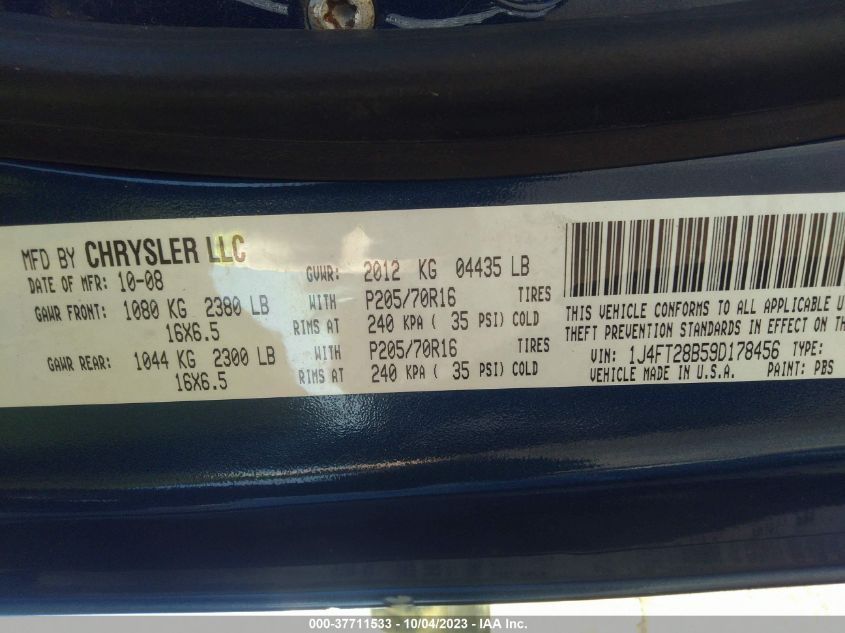 MFD BY CHRYSLER LLC
DATE OF MFR: 10-08 GVWR: 2012 KG 04435 LB
GAWR FRONT: 1080 KG 2380 LB WITH P205/70R16 TIRES
16X6.5 RIMS AT 240 KPA ( 35 PSI) COLD
GAWR REAR: 1044 KG 2300 LB WITH P205/70R16 TIRES
16X6.5 RIMS AT 240 KPA ( 35 PSI) COLD
THIS VEHICLE CONFORMS TO ALL APPLICABLE
THEFT PREVENTION STANDARDS IN EFFECT ON
VIN: 1J4FT28B59D178456 TYPE:
VEHICLE MADE IN U.S.A. PAINT: PBS
000-37711533 - 10/04/2023 - IAA Inc.